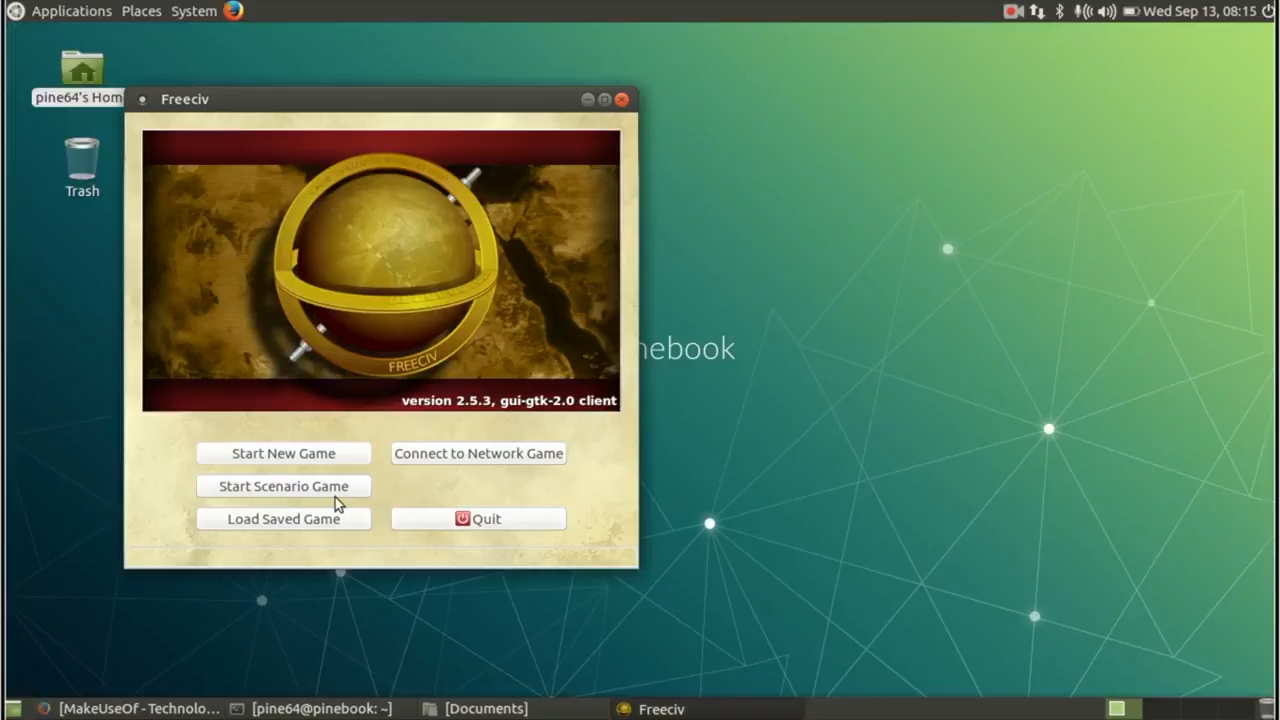 Applications Places System Wed Sep 13, 08:15
pine64's Hom
Trash
Freeciv
FREECIV
version 2.5.3, gui-gtk-2.0 client
nebook
Start New Game Connect to Network Game
Start Scenario Game
Load Saved Game Quit
[MakeUseOf - Technolo... [pine64@pinebook: ~] [Documents] Freeciv